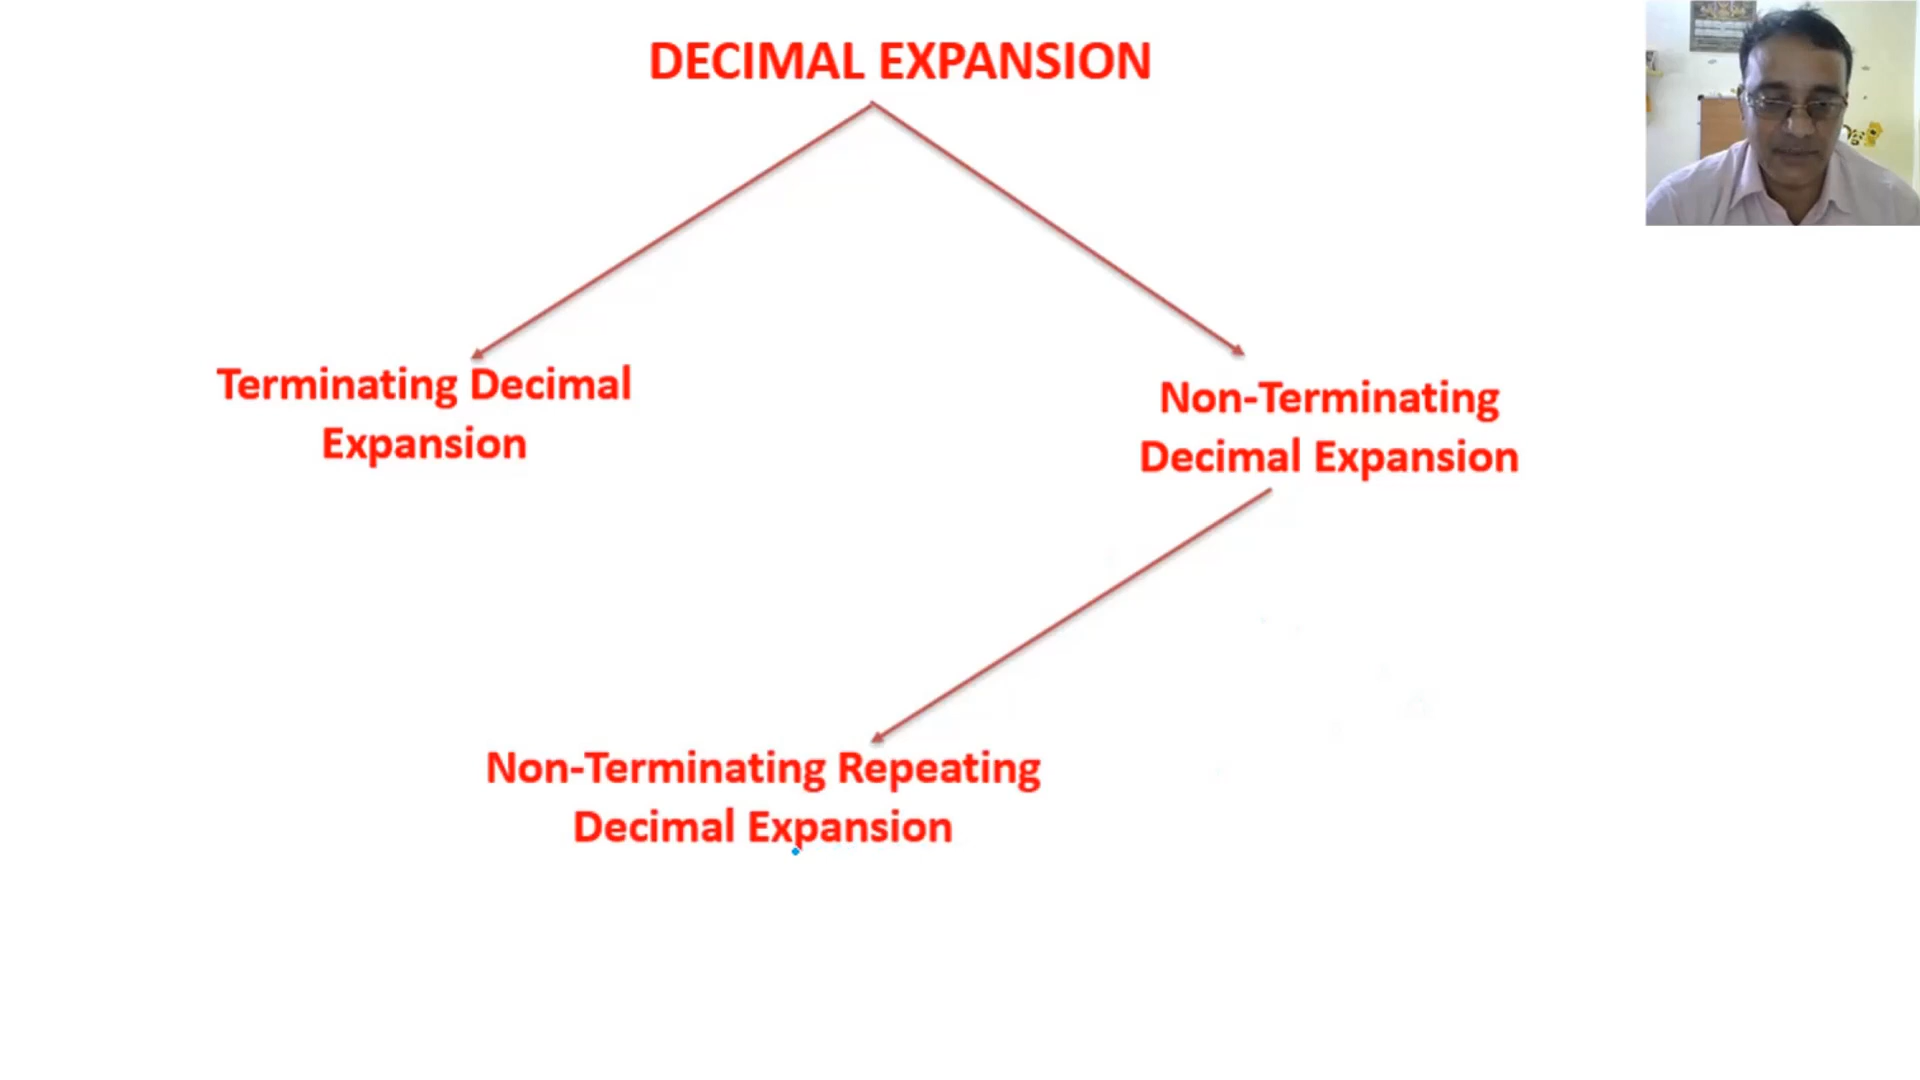 DECIMAL EXPANSION
Terminating Decimal
Expansion
Non-Terminating
Decimal Expansion
Non-Terminating Repeating
Decimal Expansion